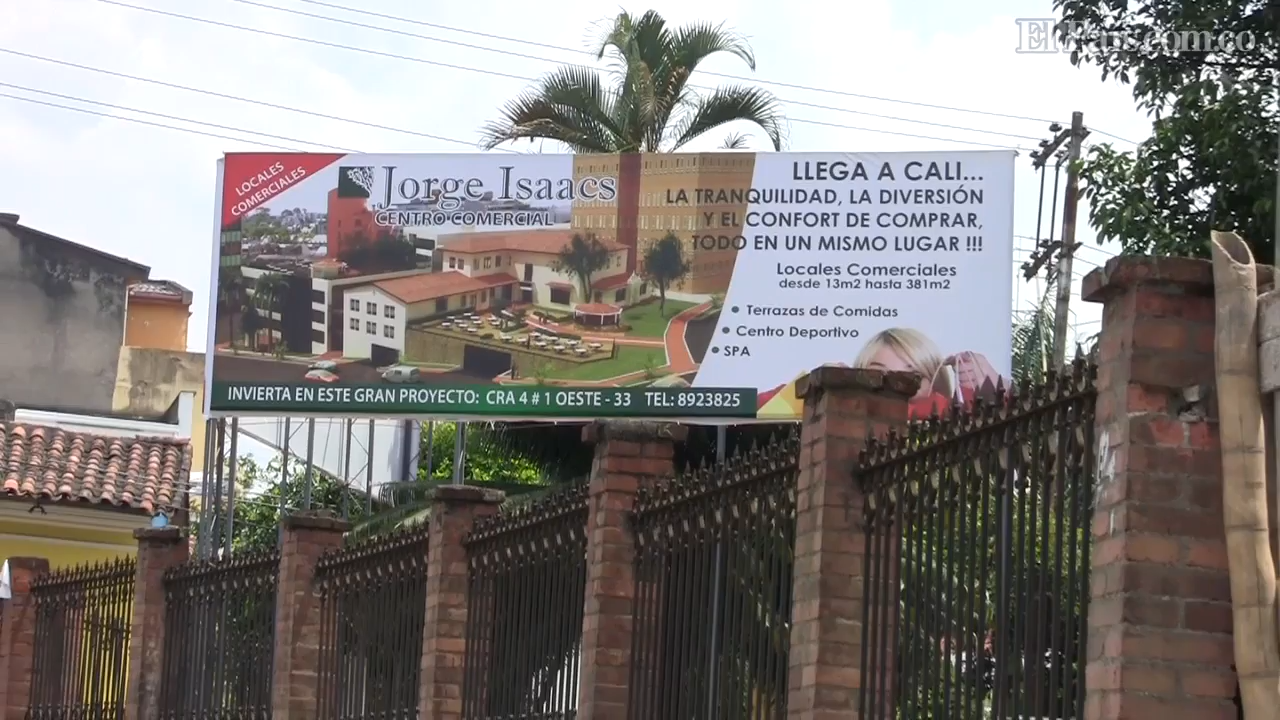 El País.com.co
LOCALES
COMERCIALES
Jorge Isaacs
CENTRO COMERCIAL
LLEGA A CALI...
LA TRANQUILIDAD, LA DIVERSIÓN
Y EL CONFORT DE COMPRAR,
TODO EN UN MISMO LUGAR !!!
Locales Comerciales
desde 13m2 hasta 381m2
• Terrazas de Comidas
• Centro Deportivo
• SPA
INVIERTA EN ESTE GRAN PROYECTO: CRA 4 # 1 OESTE - 33 TEL: 8923825